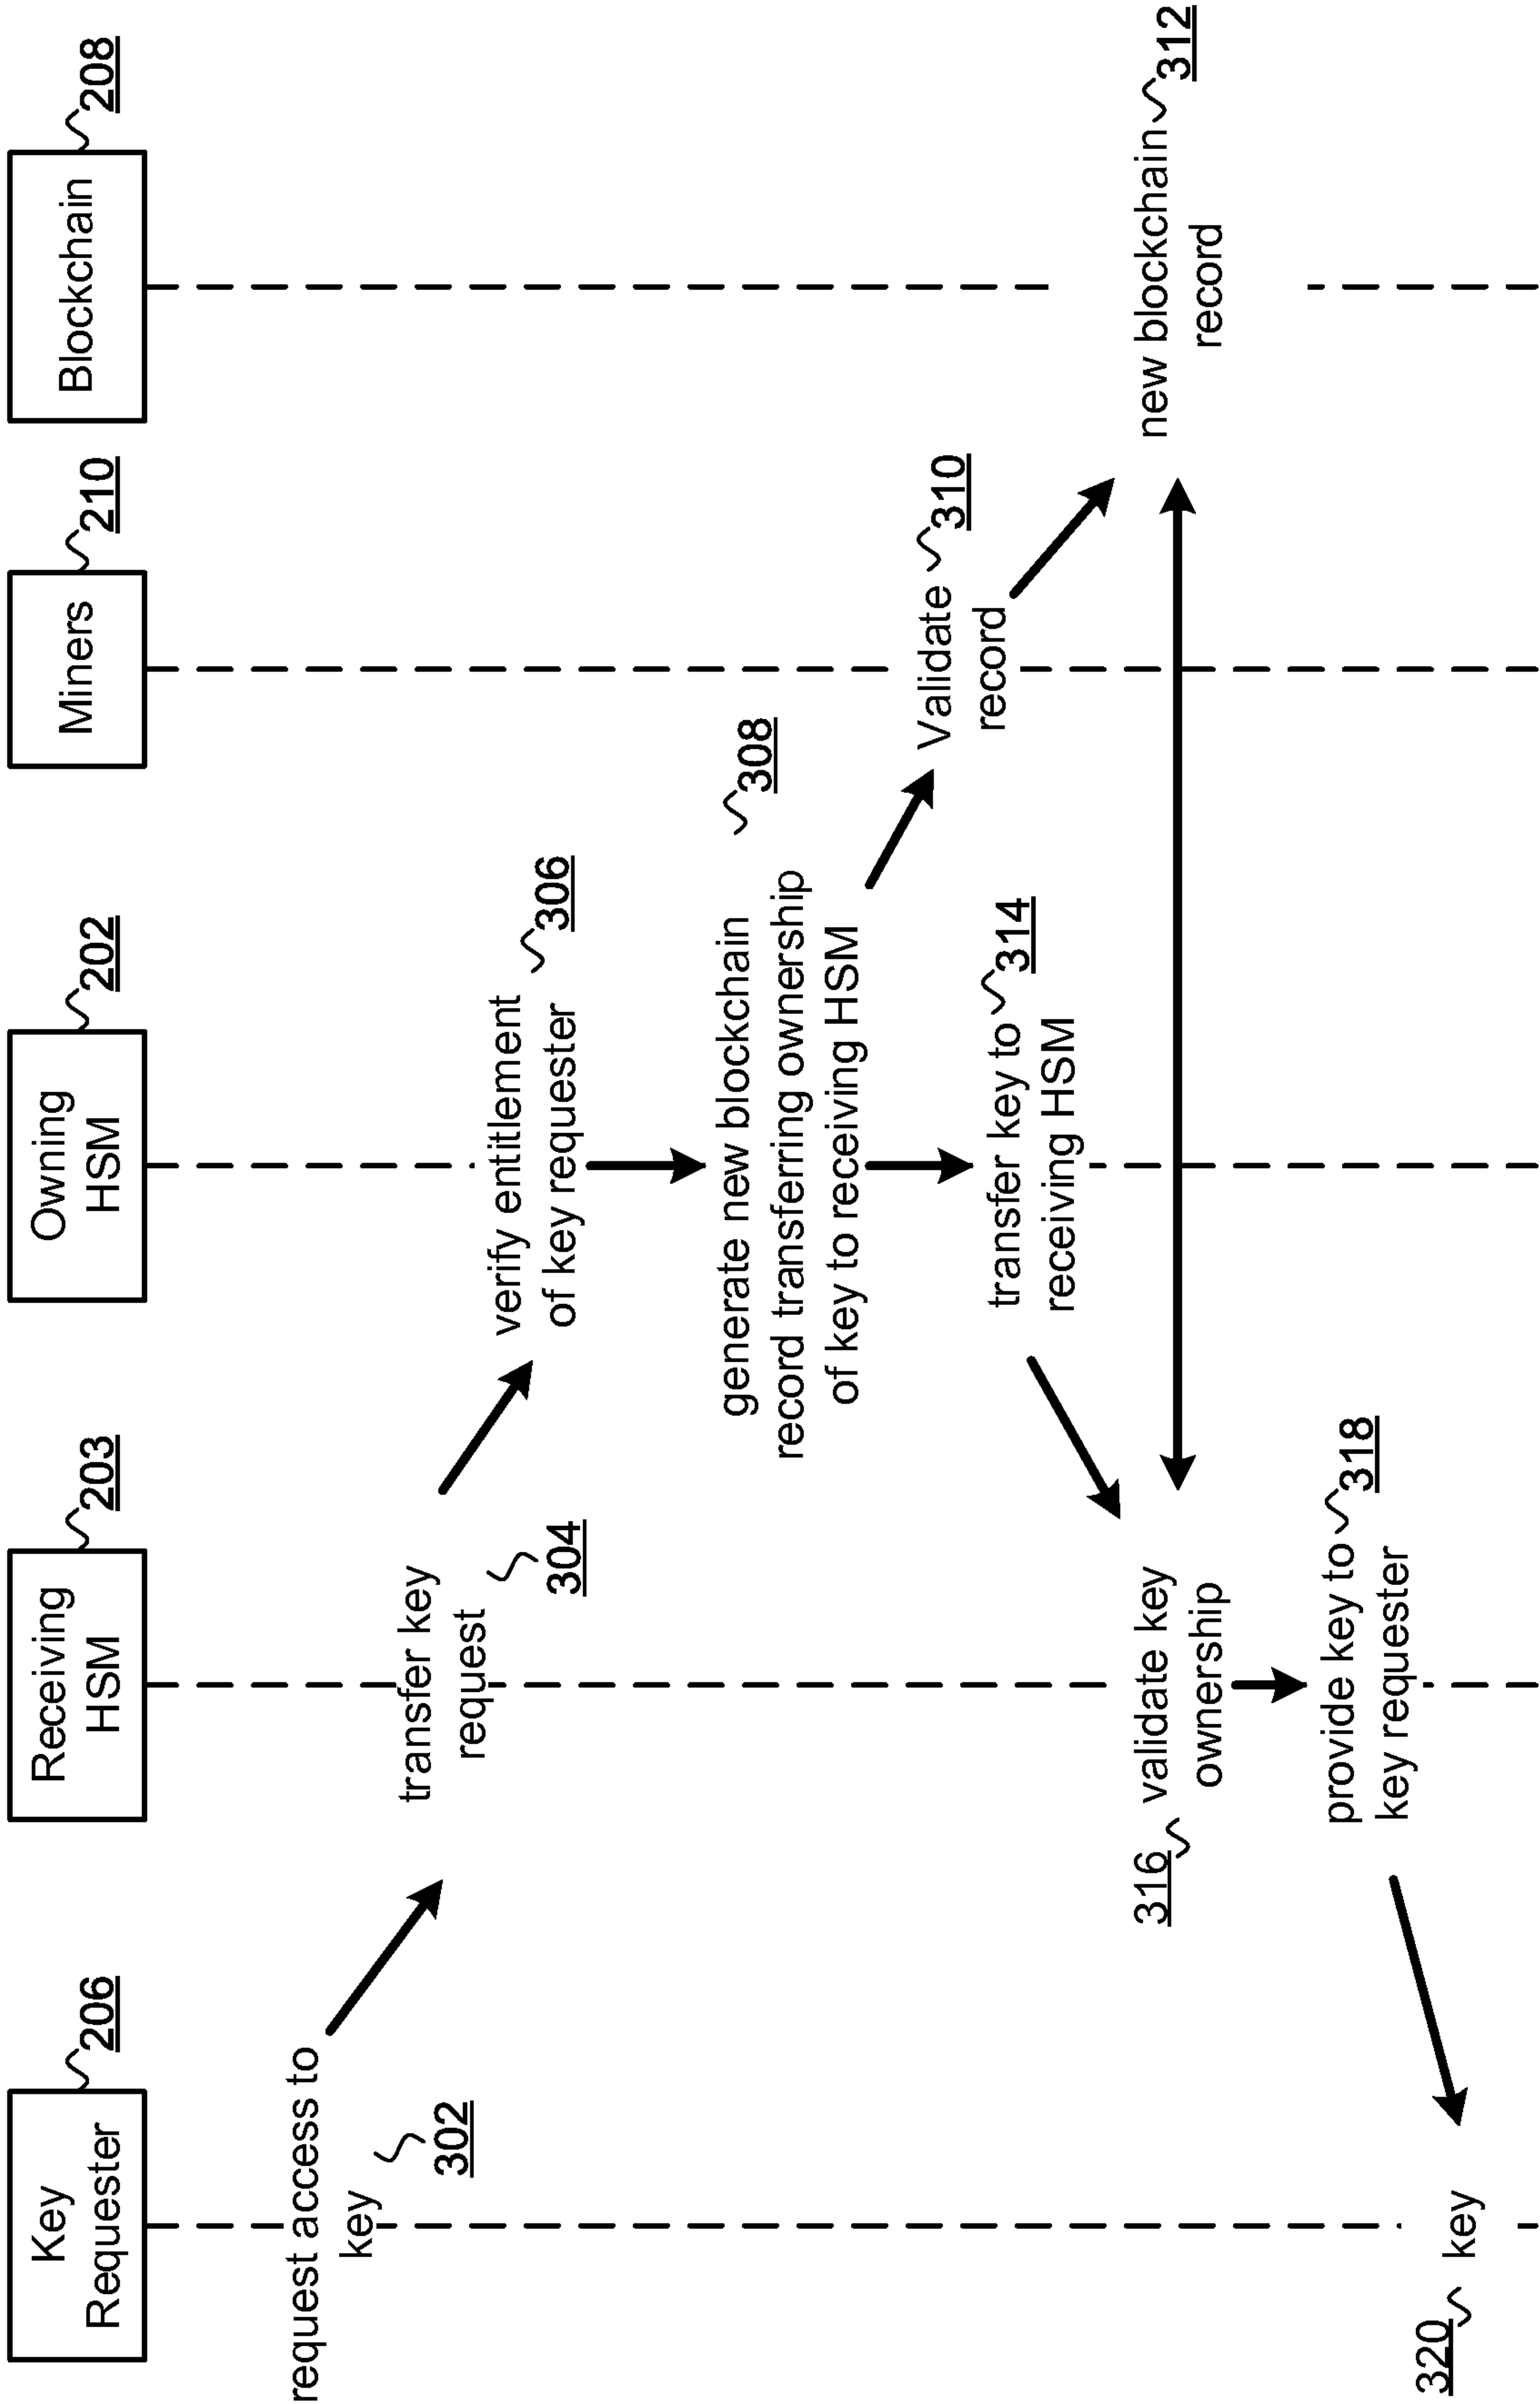 Key
Requester
206
Receiving
HSM
203
Owning
HSM
202
Miners
210
Blockchain
208
request access to
key
302
transfer key
request
304
verify entitlement
of key requester
306
generate new blockchain
record transferring ownership
of key to receiving HSM
308
Validate
record
310
new blockchain
record
312
transfer key to
receiving HSM
314
316
validate key
ownership
provide key to
key requester
318
320
key